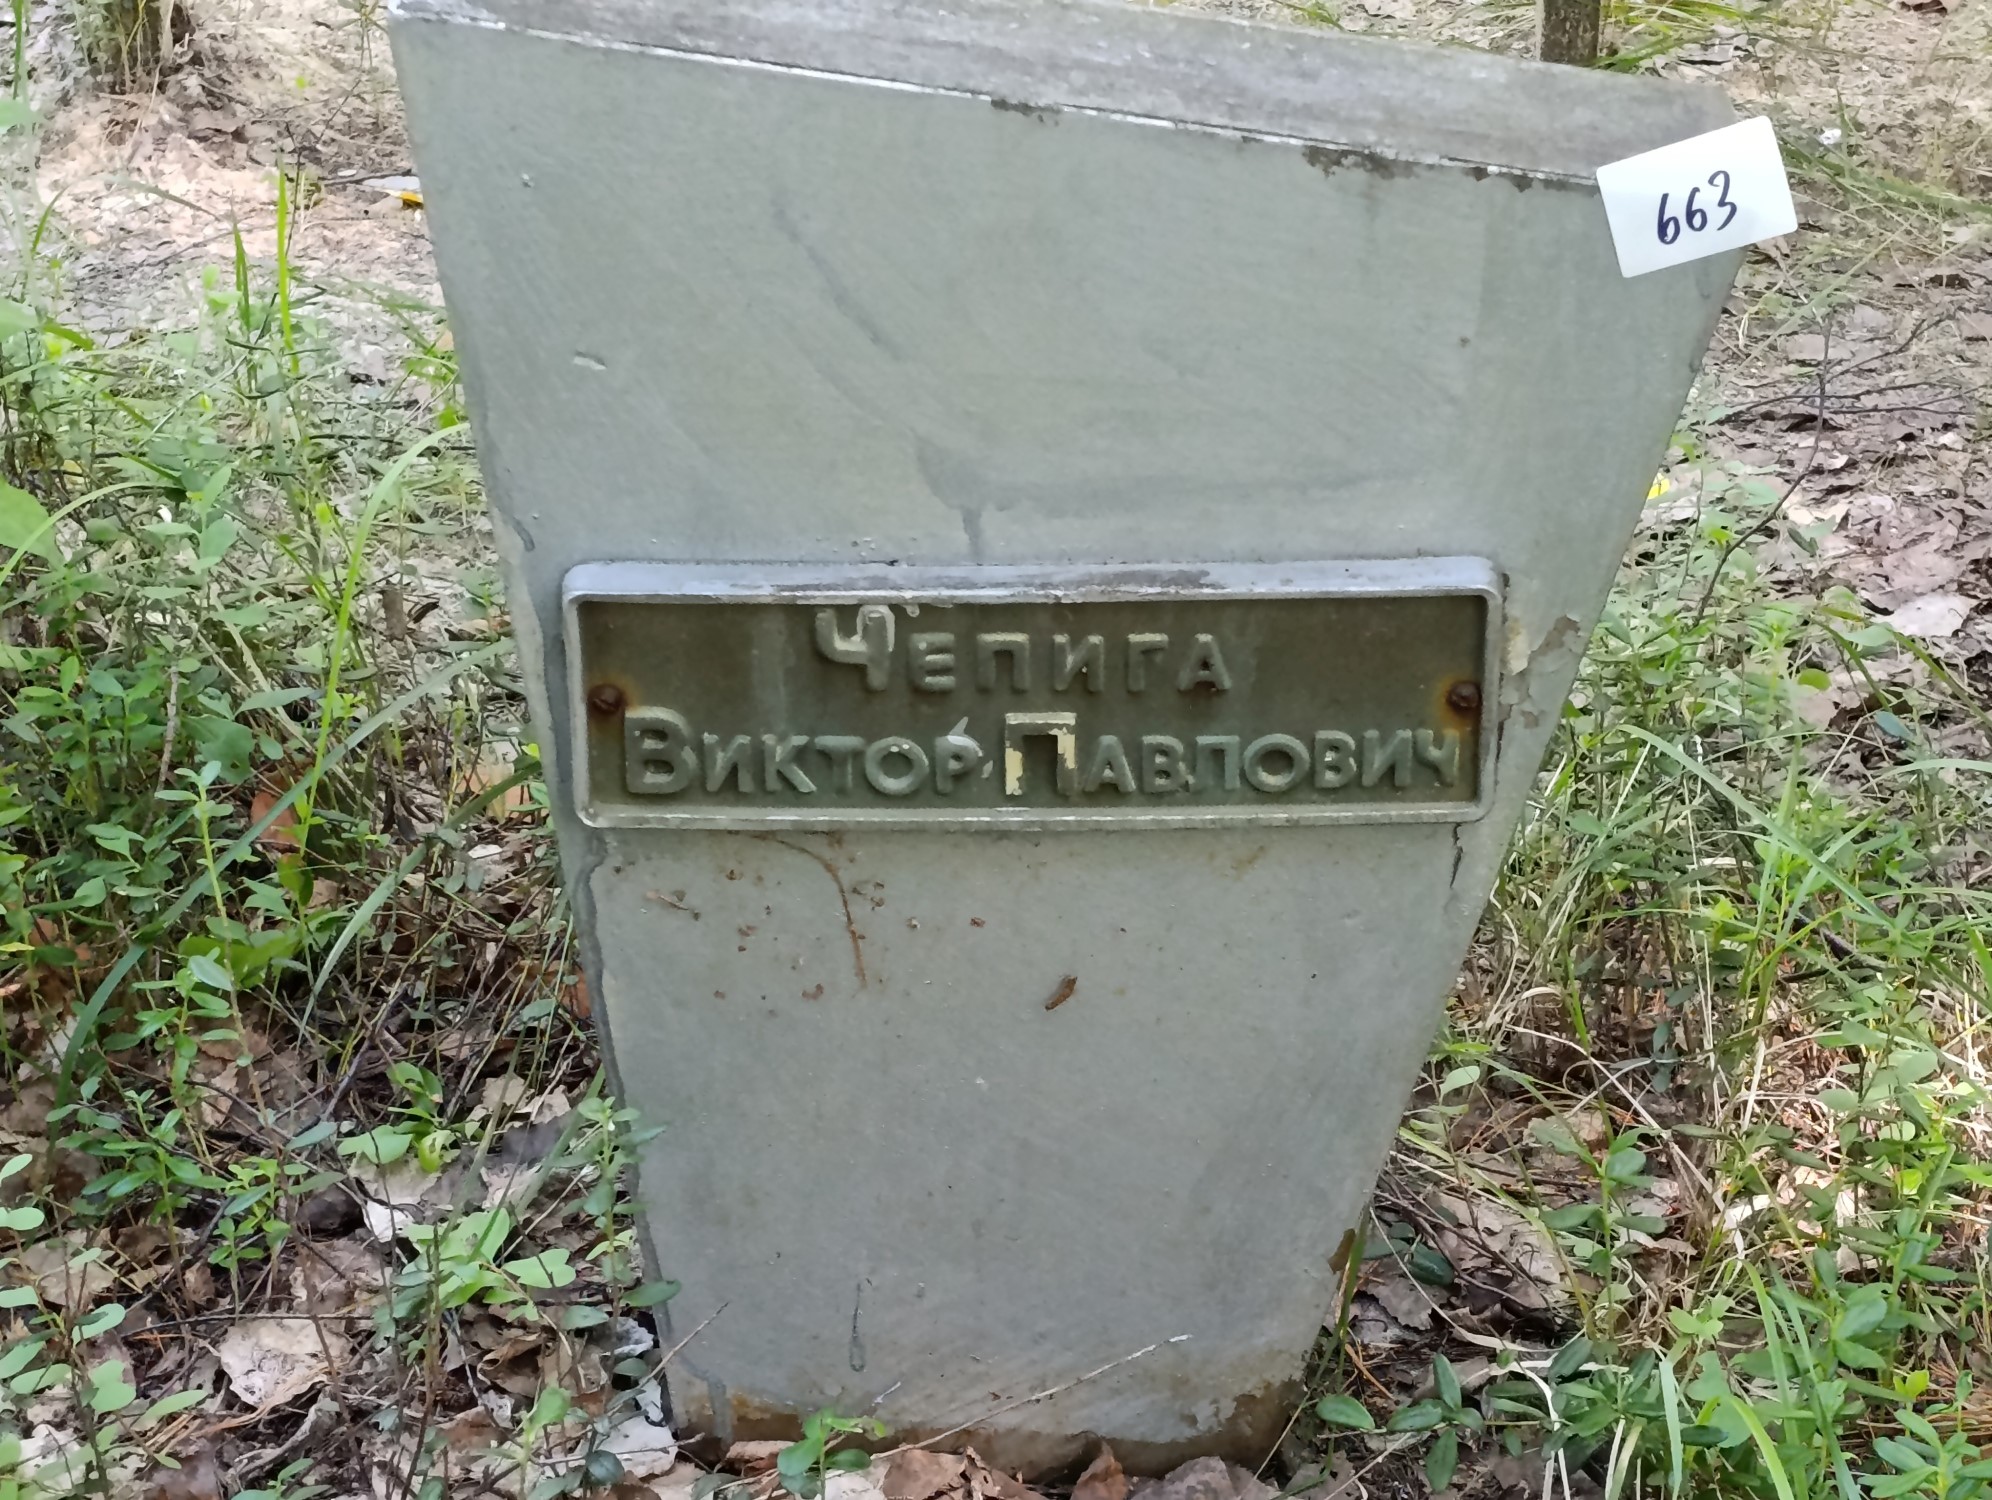 663
Чепига
Виктор Павлович